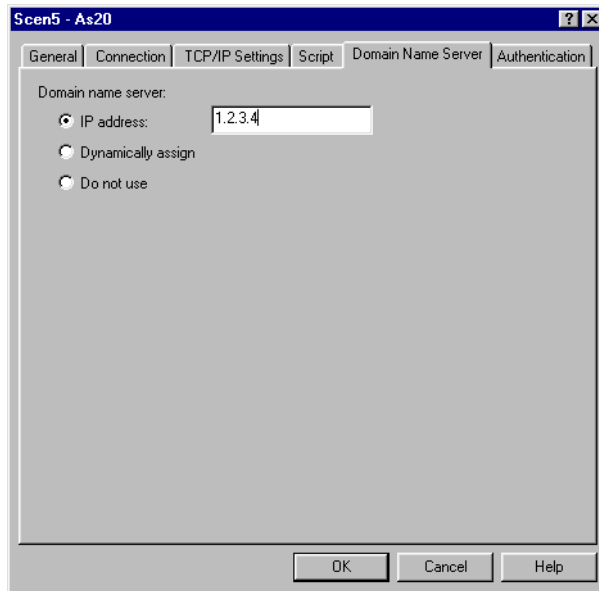 Scen5 - As20
General Connection TCP/IP Settings Script Domain Name Server Authentication
Domain name server:
IP address: 1.2.3.4
Dynamically assign
Do not use
OK Cancel Help